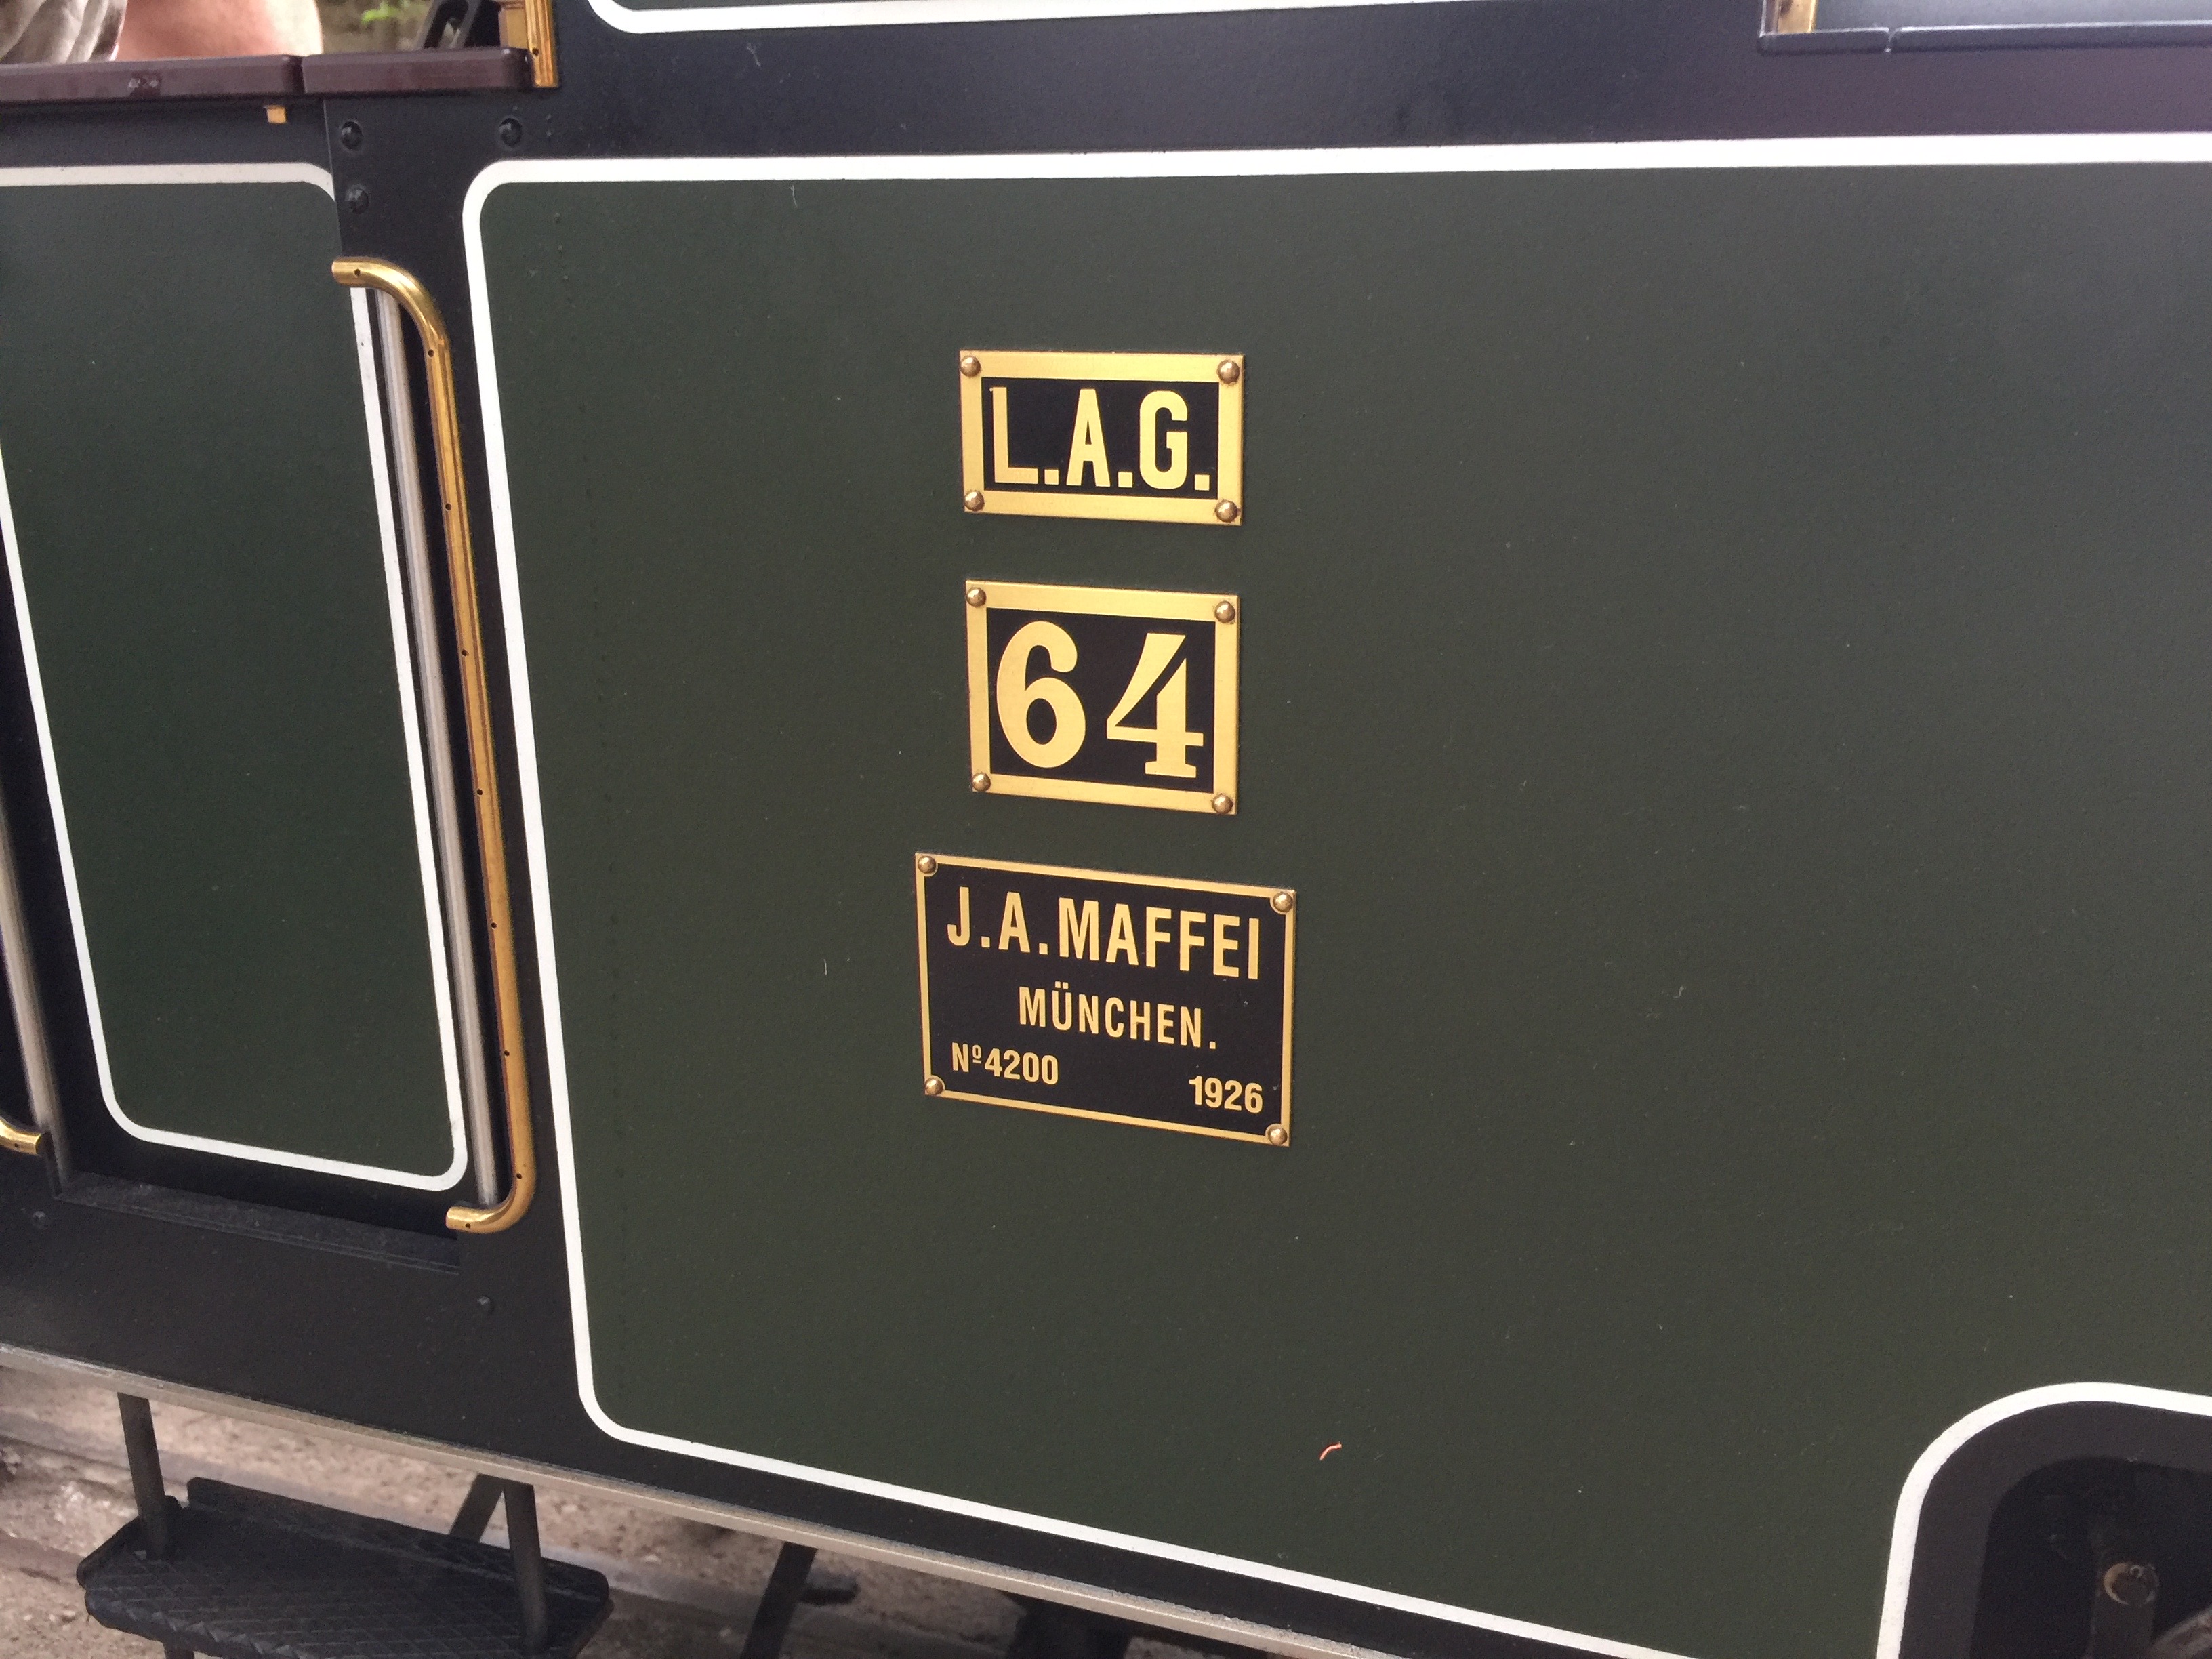 L.A.G.
64
J.A.MAFFEI
MÜNCHEN.
Nº4200 1926